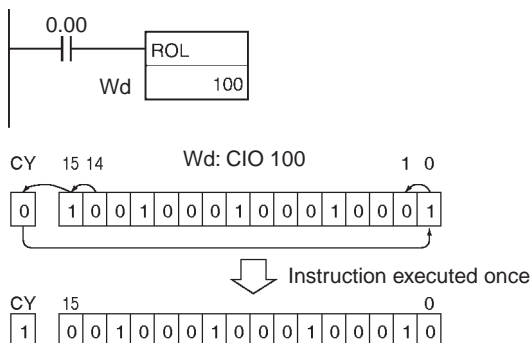 0.00
ROL
Wd 100
CY 15 14 Wd: CIO 100 1 0
0 1 0 0 1 0 0 0 1 0 0 0 1 0 0 0 1
Instruction executed once
CY 15 0
1 0 0 1 0 0 0 1 0 0 0 1 0 0 0 1 0